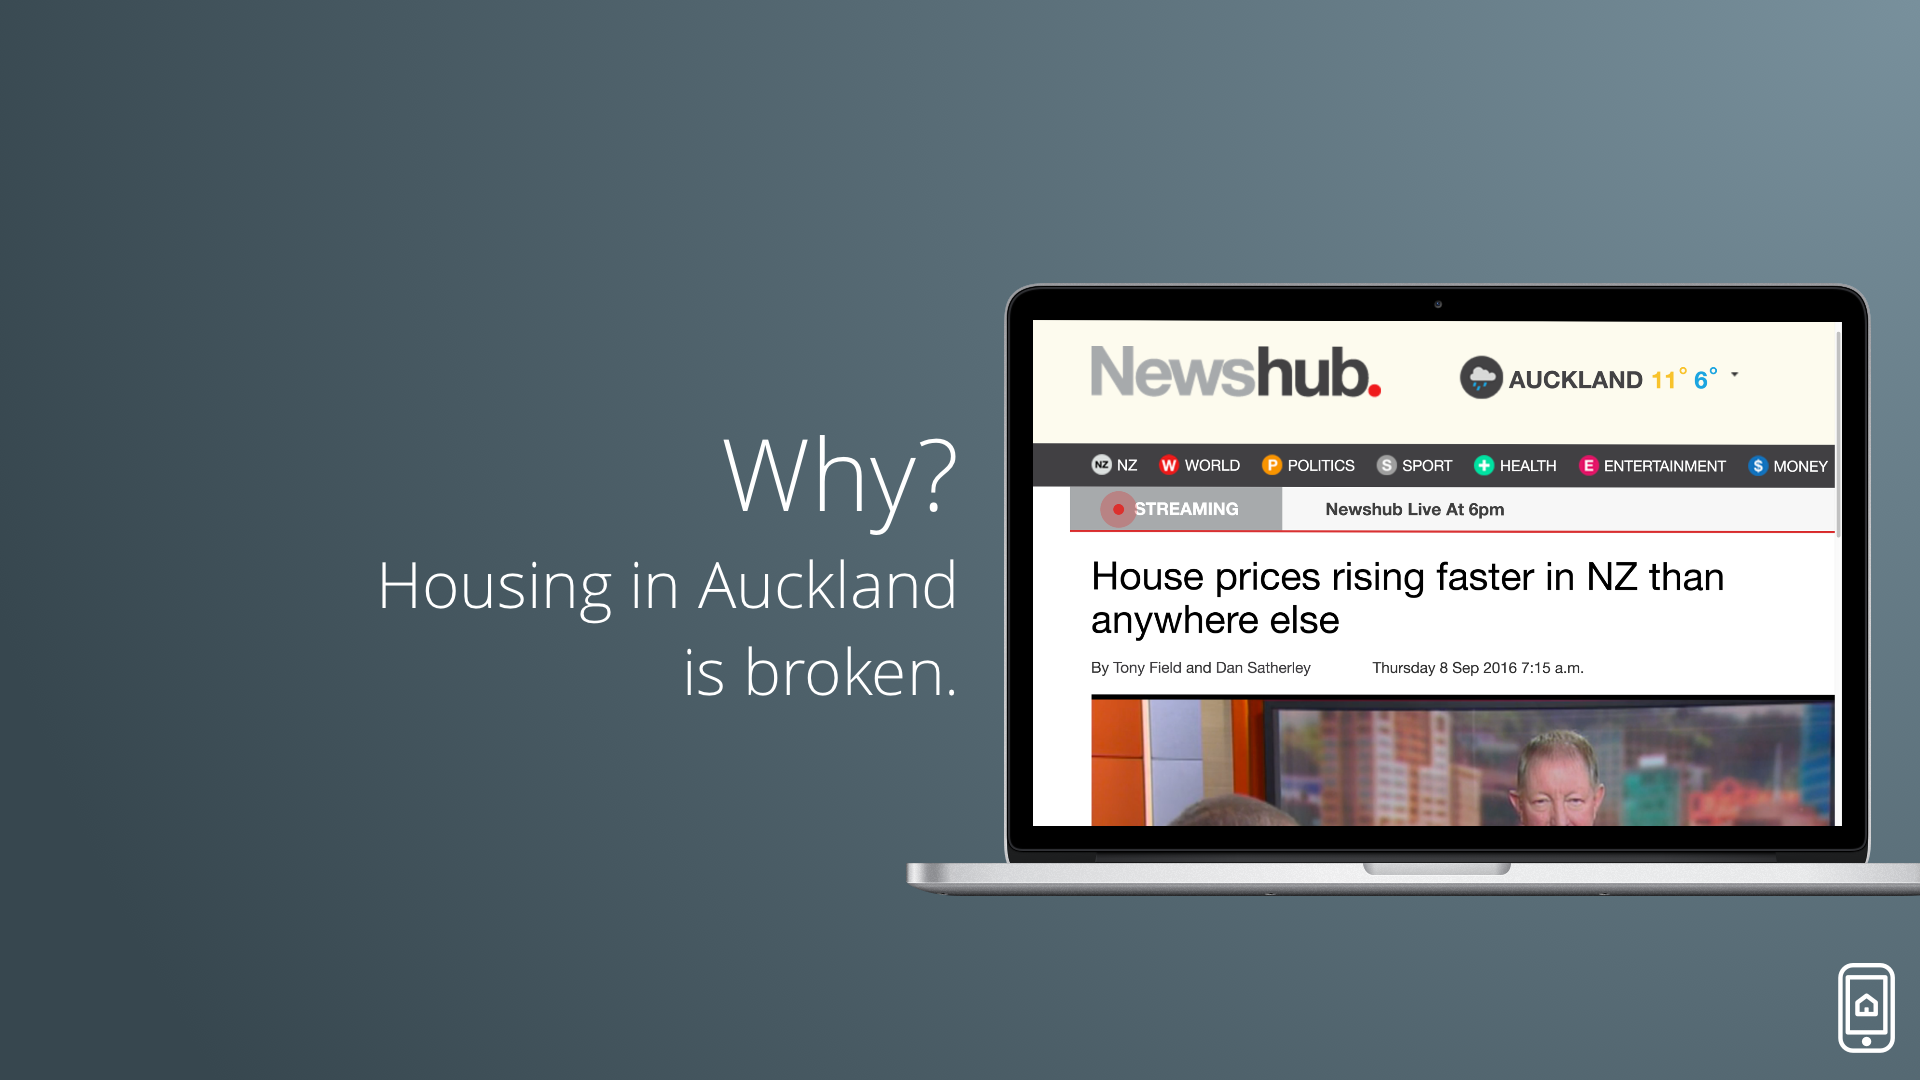 Why?
Housing in Auckland
is broken.
Newshub.
AUCKLAND 11° 6°
NZ NZ W WORLD P POLITICS S SPORT HEALTH E ENTERTAINMENT $ MONEY
STREAMING Newshub Live At 6pm
House prices rising faster in NZ than
anywhere else
By Tony Field and Dan Satherley Thursday 8 Sep 2016 7:15 a.m.